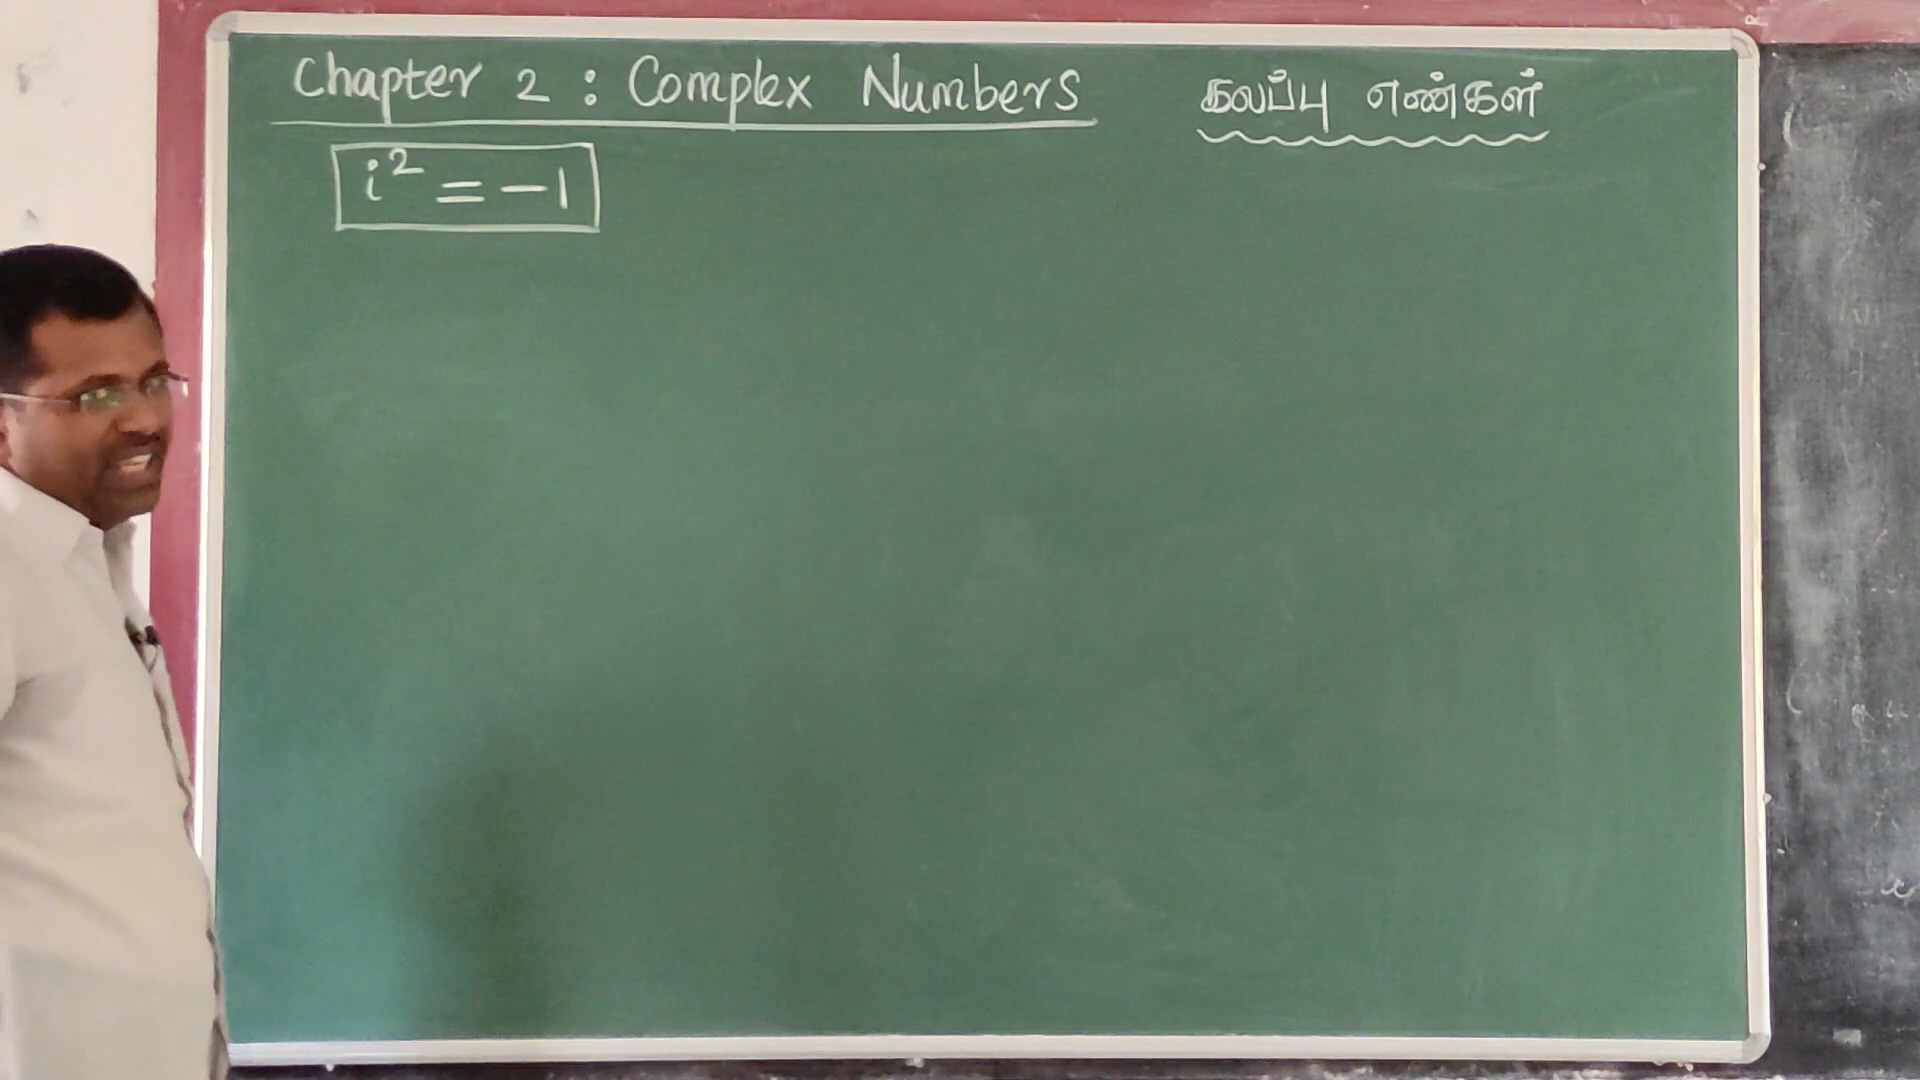 Chapter 2 : Complex Numbers கலப்பு எண்கள்
i² = -1